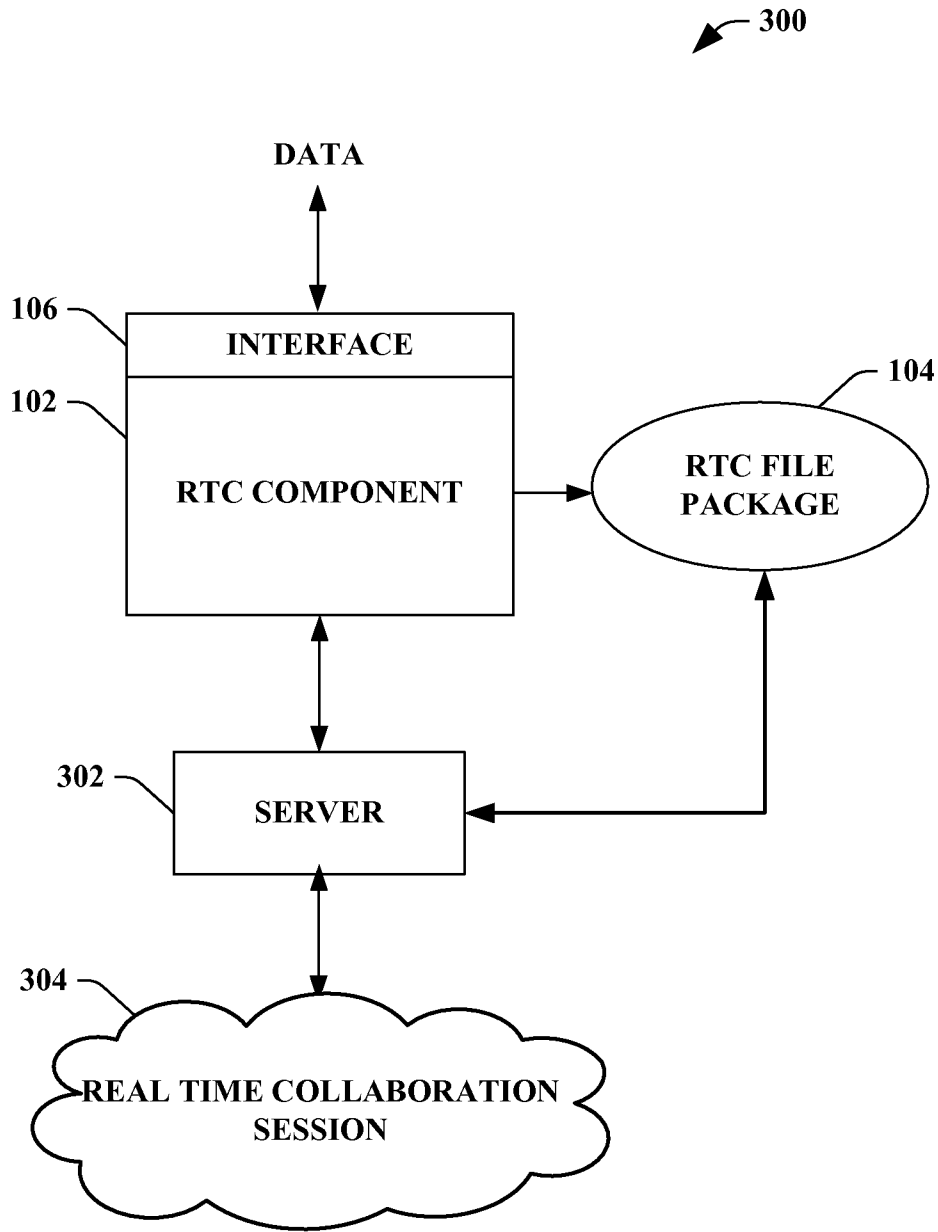 300
DATA
106
INTERFACE
102
RTC COMPONENT
104
RTC FILE
PACKAGE
302
SERVER
304
REAL TIME COLLABORATION
SESSION